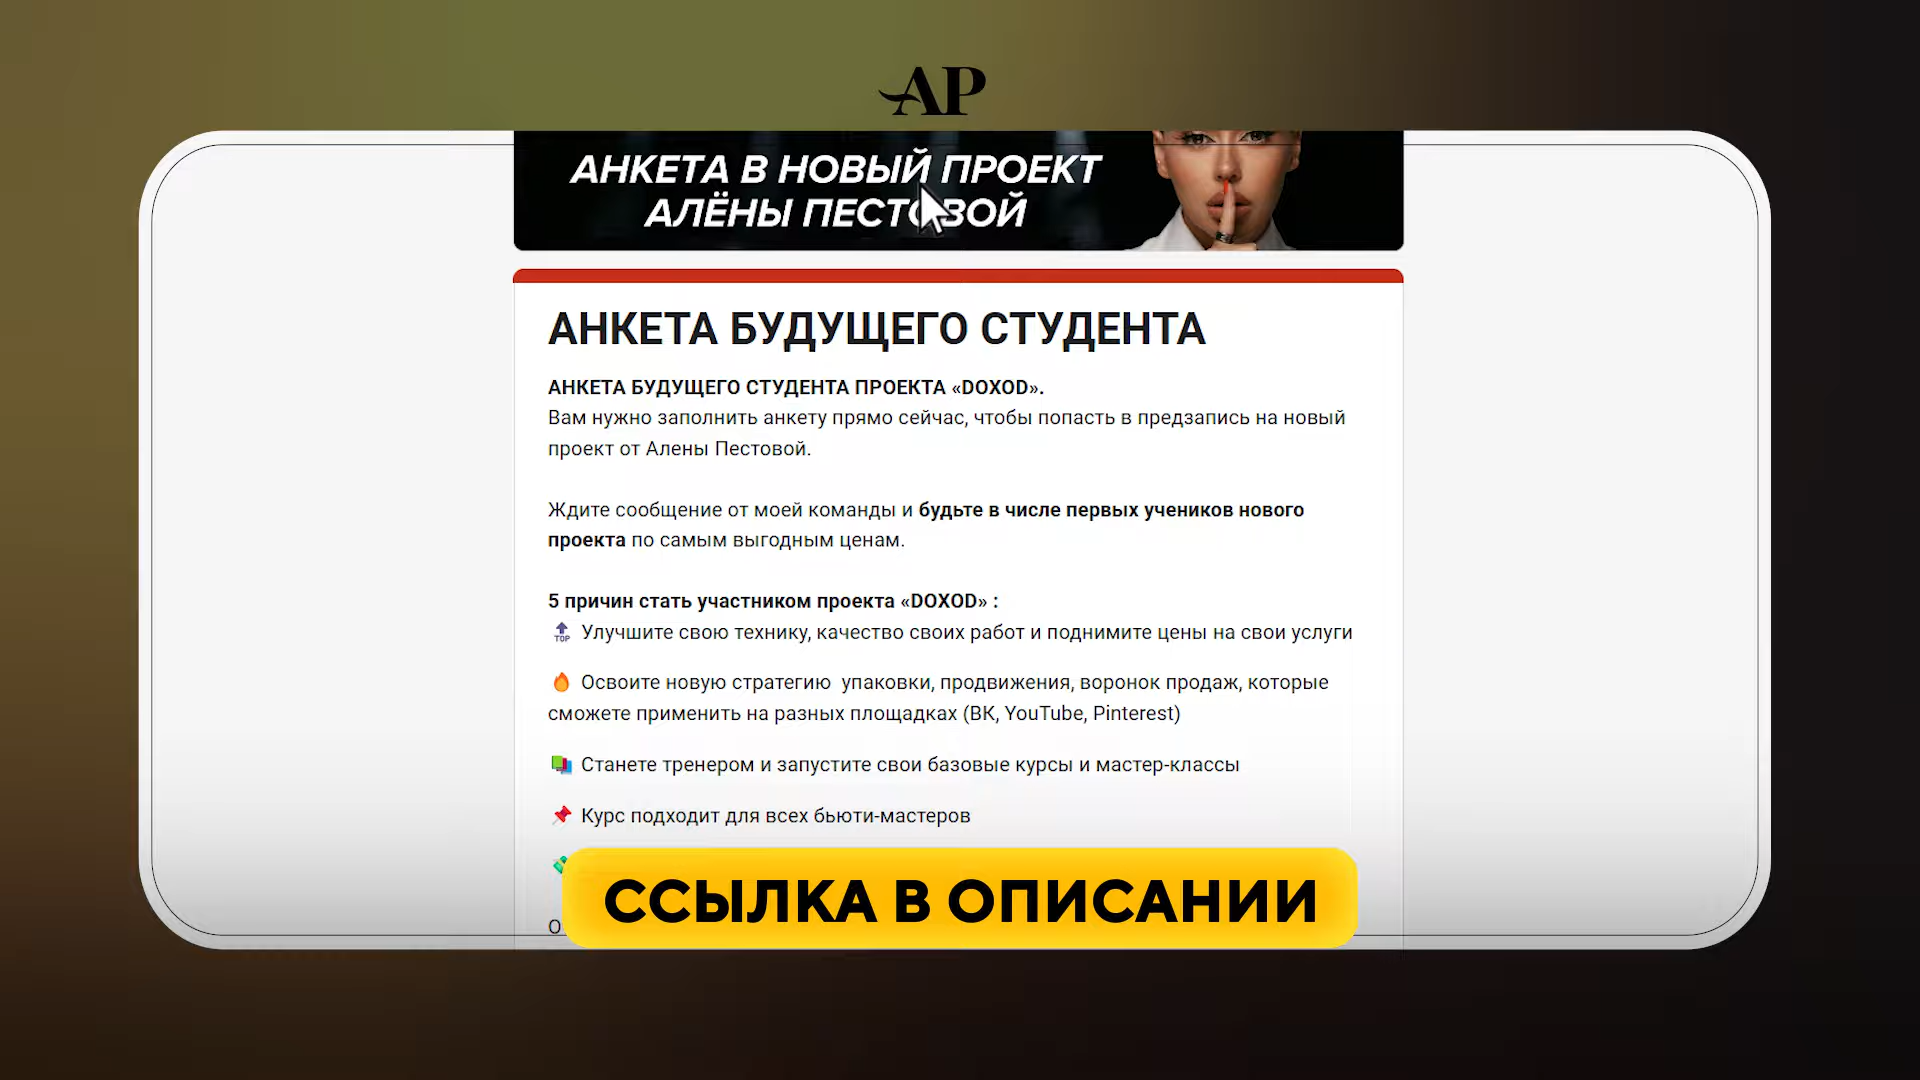 AP
АНКЕТА В НОВЫЙ ПРОЕКТ
АЛЁНЫ ПЕСТОВОЙ
АНКЕТА БУДУЩЕГО СТУДЕНТА
АНКЕТА БУДУЩЕГО СТУДЕНТА ПРОЕКТА «DOXOD».
Вам нужно заполнить анкету прямо сейчас, чтобы попасть в предзапись на новый
проект от Алены Пестовой.
Ждите сообщение от моей команды и будьте в числе первых учеников нового
проекта по самым выгодным ценам.
5 причин стать участником проекта «DOXOD» :
TOP Улучшите свою технику, качество своих работ и поднимите цены на свои услуги
Освоите новую стратегию упаковки, продвижения, воронок продаж, которые
сможете применить на разных площадках (ВК, YouTube, Pinterest)
Станете тренером и запустите свои базовые курсы и мастер-классы
Курс подходит для всех бьюти-мастеров
ССЫЛКА В ОПИСАНИИ